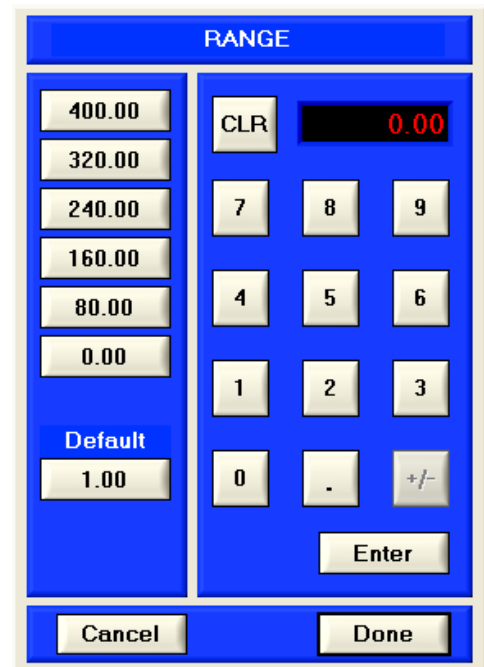 RANGE
400.00
320.00
240.00
160.00
80.00
0.00
Default
1.00
CLR 0.00
7 8 9
4 5 6
1 2 3
0 . +/-
Enter
Cancel Done